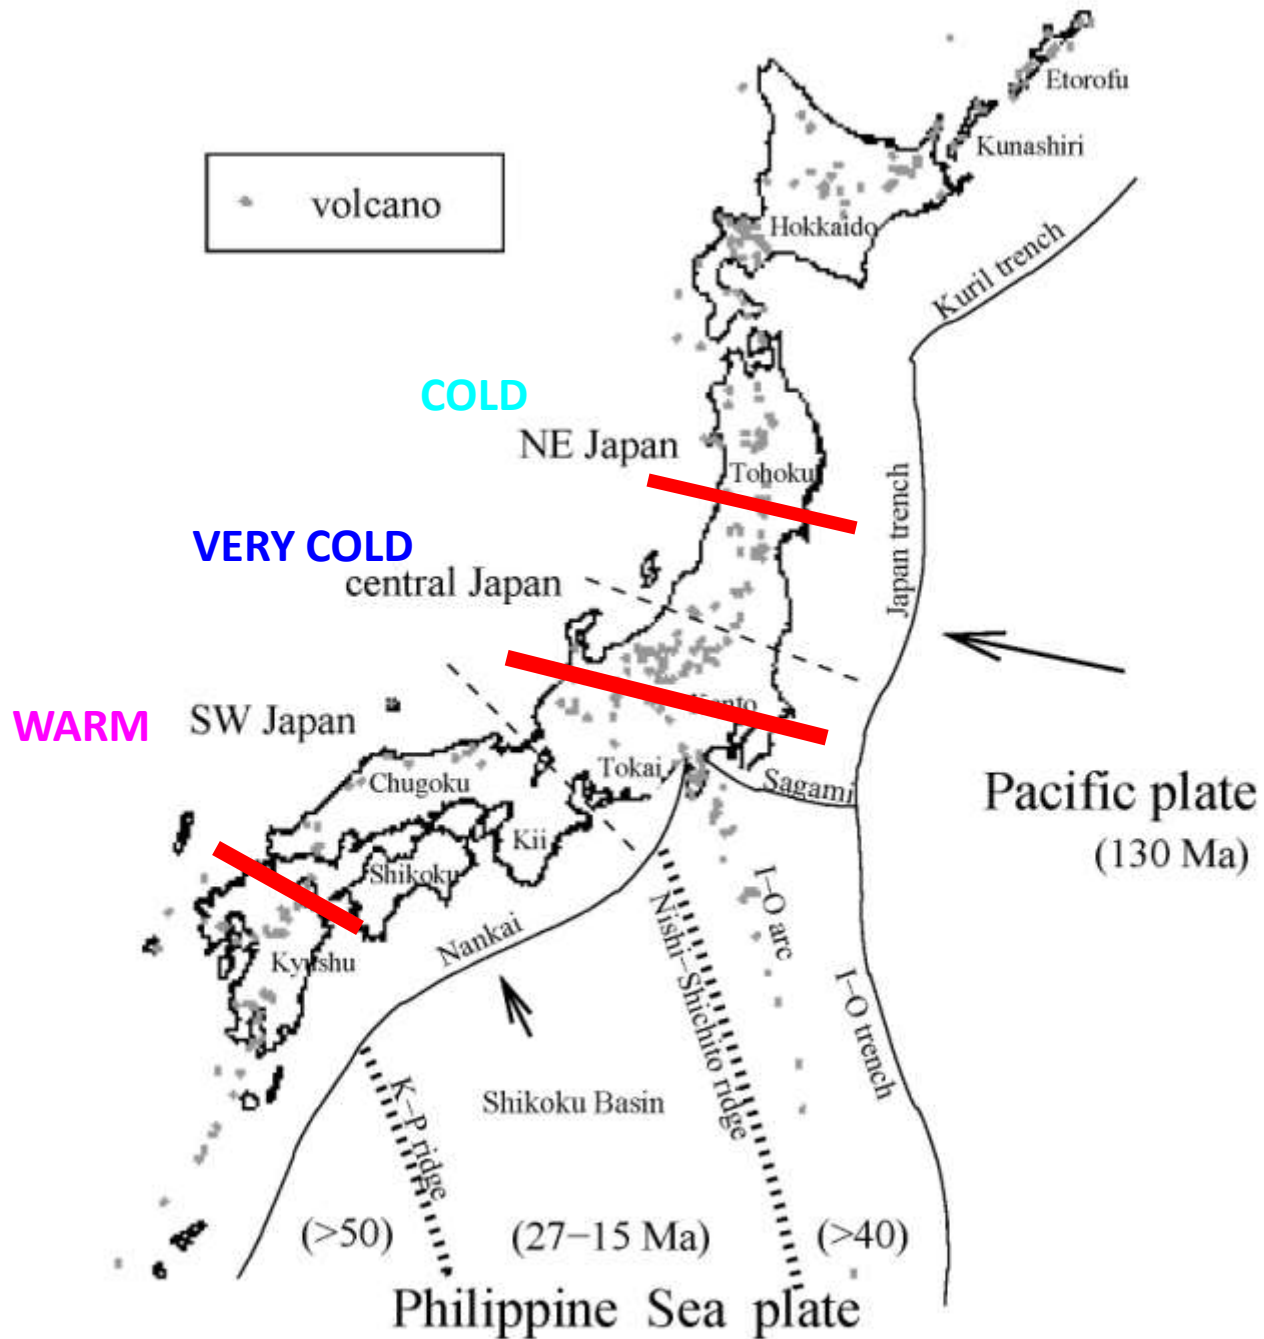 Etorofu
Kunashiri
volcano
Hokkaido
Kuril trench
COLD
NE Japan
Tohoku
Japan trench
VERY COLD
central Japan
WARM
SW Japan
Tokai
Chugoku
Sagami
Pacific plate
(130 Ma)
Kii
Shikoku
I-O arc
Nankai
Nishi-Shichito ridge
Kyushu
I-O trench
K-P ridge
Shikoku Basin
(>50)
(27-15 Ma)
(>40)
Philippine Sea plate